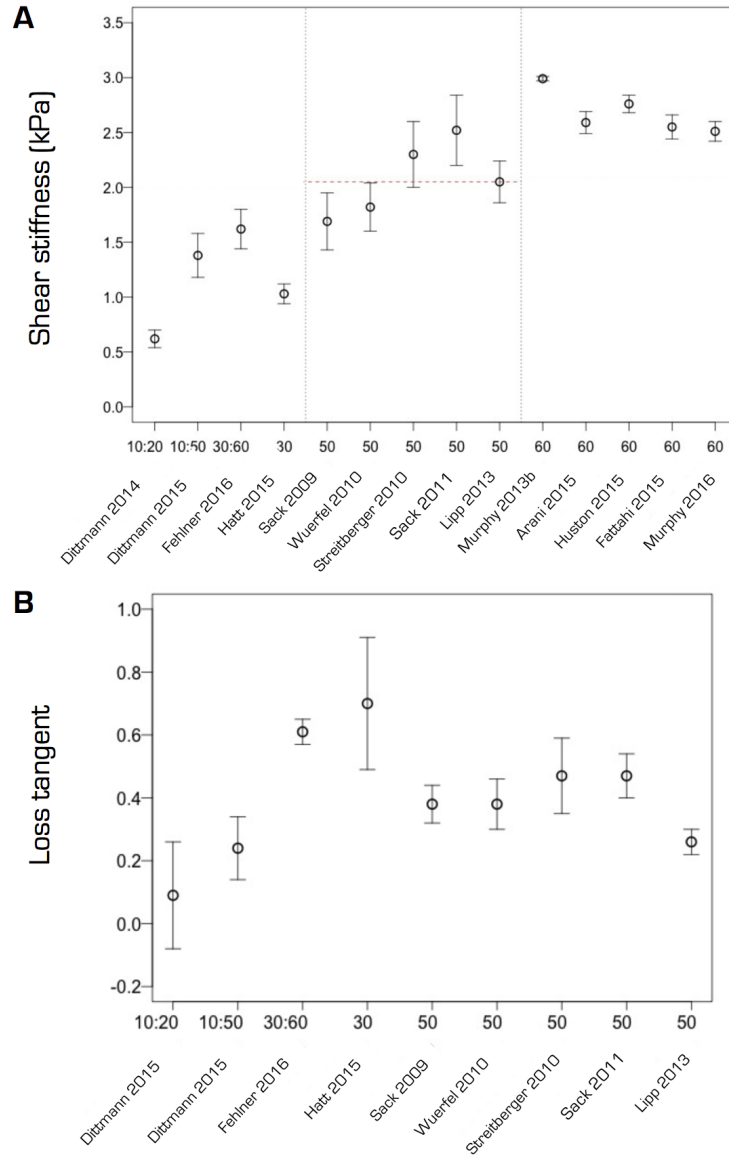 A
Shear stiffness (kPa)
3.5
3.0
2.5
2.0
1.5
1.0
0.5
0.0
10:20 10:50 30:60 30 50 50 50 50 50 60 60 60 60 60
Dittmann 2014
Dittmann 2015
Fehlner 2016
Hatt 2015
Sack 2009
Wuerfel 2010
Streitberger 2010
Sack 2011
Lipp 2013
Murphy 2013b
Arani 2015
Huston 2015
Fattahi 2015
Murphy 2016
B
Loss tangent
1.0
0.8
0.6
0.4
0.2
0.0
-0.2
10:20 10:50 30:60 30 50 50 50 50 50
Dittmann 2015
Dittmann 2015
Fehlner 2016
Hatt 2015
Sack 2009
Wuerfel 2010
Streitberger 2010
Sack 2011
Lipp 2013